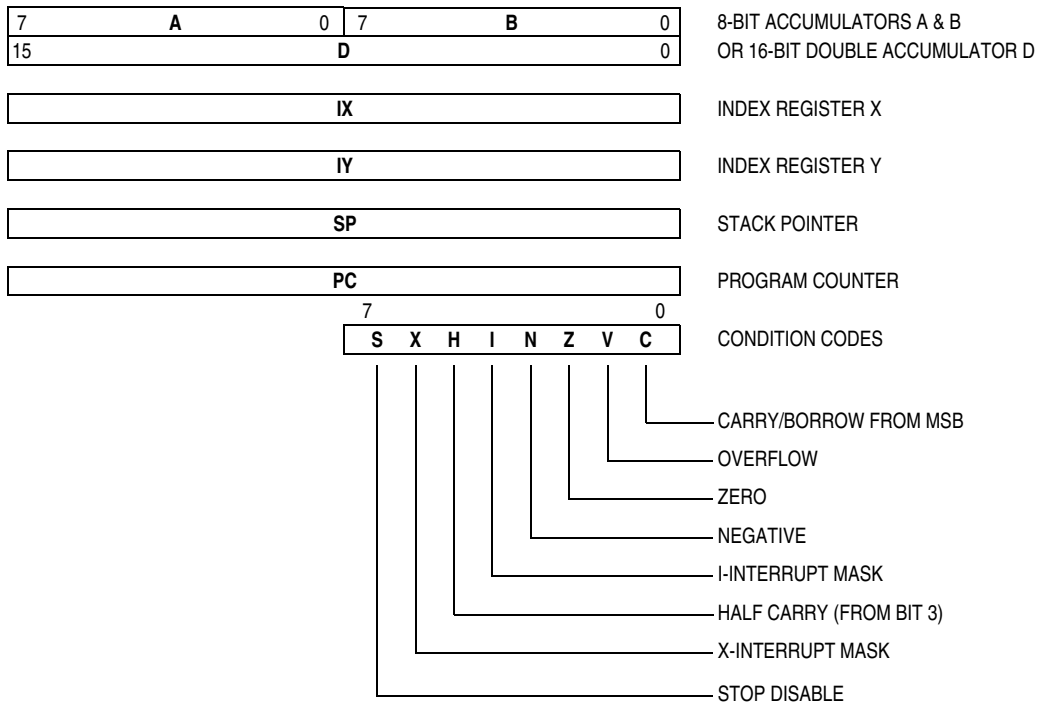 7 A 0 7 B 0 8-BIT ACCUMULATORS A & B
15 D 0 OR 16-BIT DOUBLE ACCUMULATOR D
IX INDEX REGISTER X
IY INDEX REGISTER Y
SP STACK POINTER
PC PROGRAM COUNTER
7 0
S X H I N Z V C CONDITION CODES
CARRY/BORROW FROM MSB
OVERFLOW
ZERO
NEGATIVE
I-INTERRUPT MASK
HALF CARRY (FROM BIT 3)
X-INTERRUPT MASK
STOP DISABLE